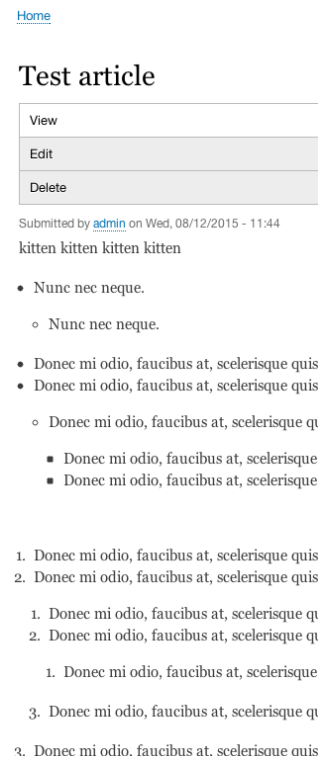 Home
Test article
View
Edit
Delete
Submitted by admin on Wed, 08/12/2015 - 11:44
kitten kitten kitten kitten
Nunc nec neque.
Nunc nec neque.
Donec mi odio, faucibus at, scelerisque quis
Donec mi odio, faucibus at, scelerisque quis
Donec mi odio, faucibus at, scelerisque qu
Donec mi odio, faucibus at, scelerisque
Donec mi odio, faucibus at, scelerisque
1. Donec mi odio, faucibus at, scelerisque quis
2. Donec mi odio, faucibus at, scelerisque quis
1. Donec mi odio, faucibus at, scelerisque qu
2. Donec mi odio, faucibus at, scelerisque qu
1. Donec mi odio, faucibus at, scelerisque
3. Donec mi odio, faucibus at, scelerisque qu
3. Donec mi odio, faucibus at, scelerisque quis